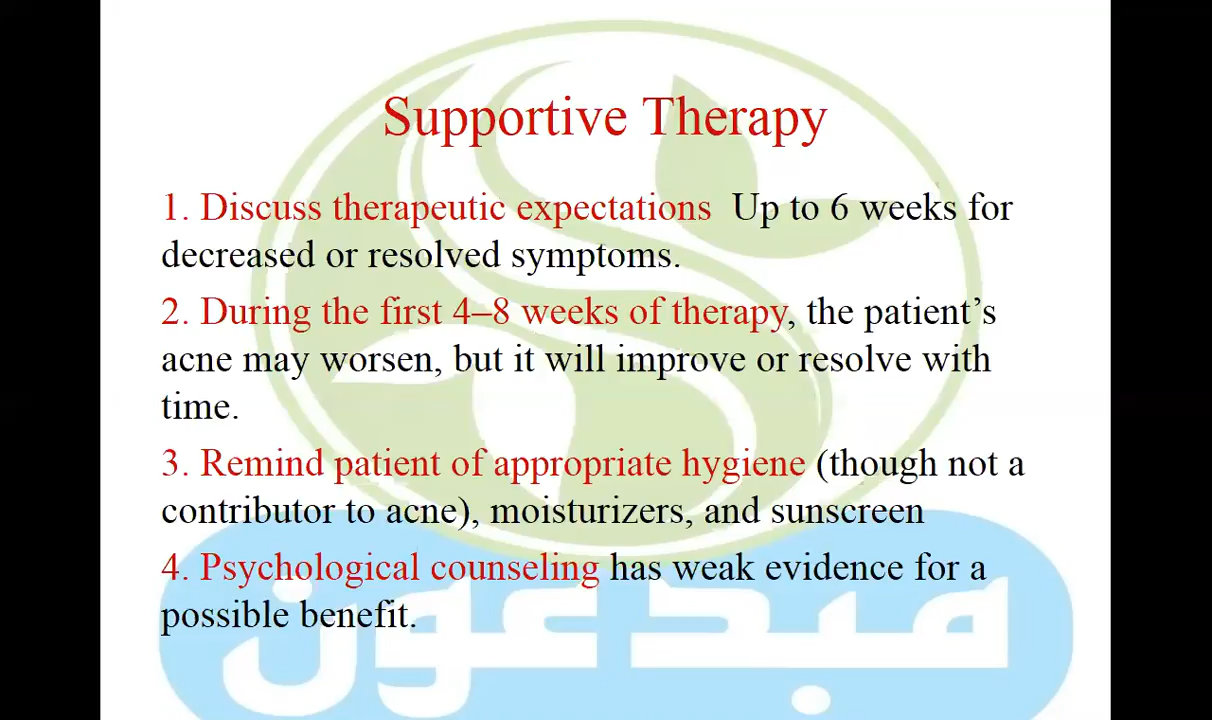 Supportive Therapy
1. Discuss therapeutic expectations Up to 6 weeks for
decreased or resolved symptoms.
2. During the first 4–8 weeks of therapy, the patient’s
acne may worsen, but it will improve or resolve with
time.
3. Remind patient of appropriate hygiene (though not a
contributor to acne), moisturizers, and sunscreen
4. Psychological counseling has weak evidence for a
possible benefit.
مبدعون